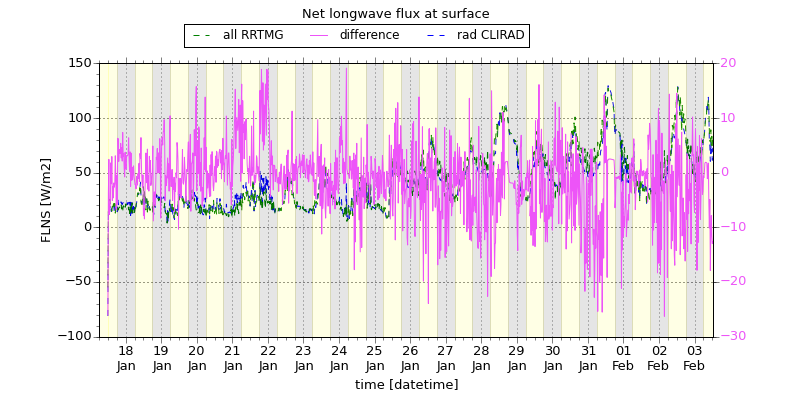 Net longwave flux at surface
all RRTMG difference rad CLIRAD
150 20
100 10
50 0
0 −10
−50 −20
−100 −30
FLNS [W/m2]
18 19 20 21 22 23 24 25 26 27 28 29 30 31 01 02 03
Jan Jan Jan Jan Jan Jan Jan Jan Jan Jan Jan Jan Jan Jan Feb Feb Feb
time [datetime]